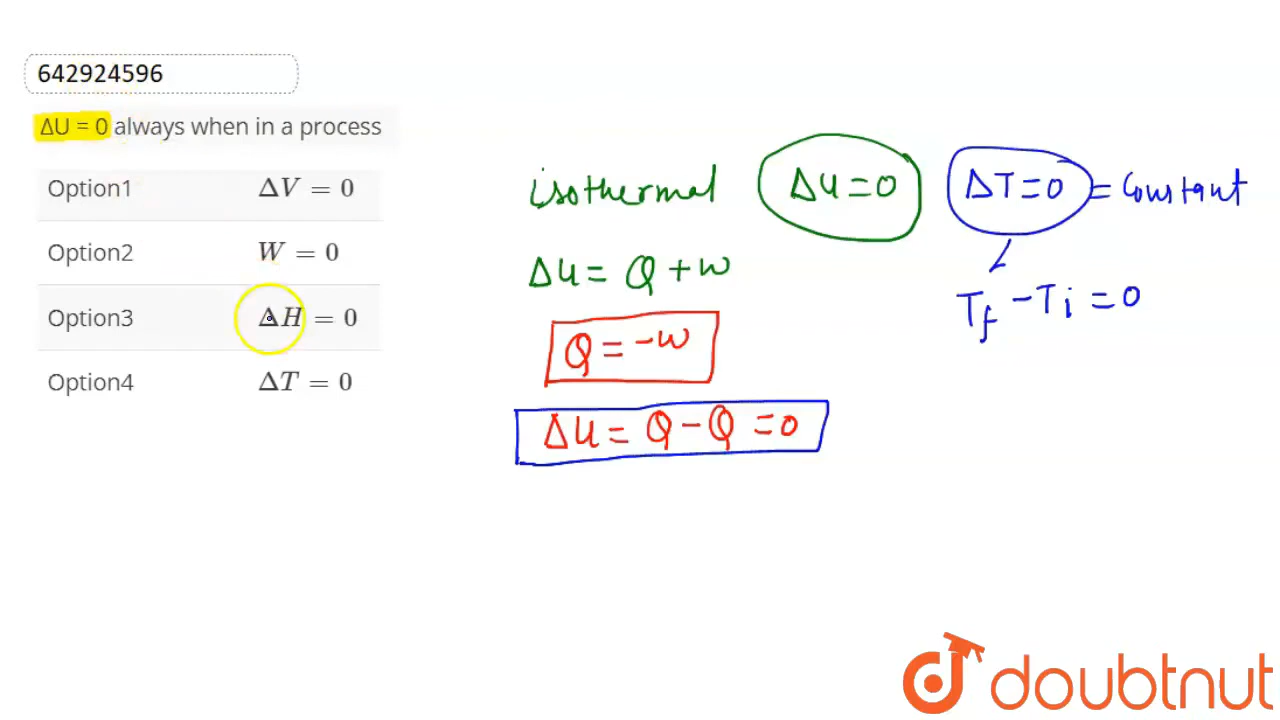 642924596
ΔU = 0 always when in a process
Option1 ΔV = 0
Option2 W = 0
Option3 ΔH = 0
Option4 ΔT = 0
isothermal ΔU=0 ΔT=0 = Constant
ΔU= Q+W
Tf -Ti =0
Q = -W
ΔU= Q-Q =0
doubtnut